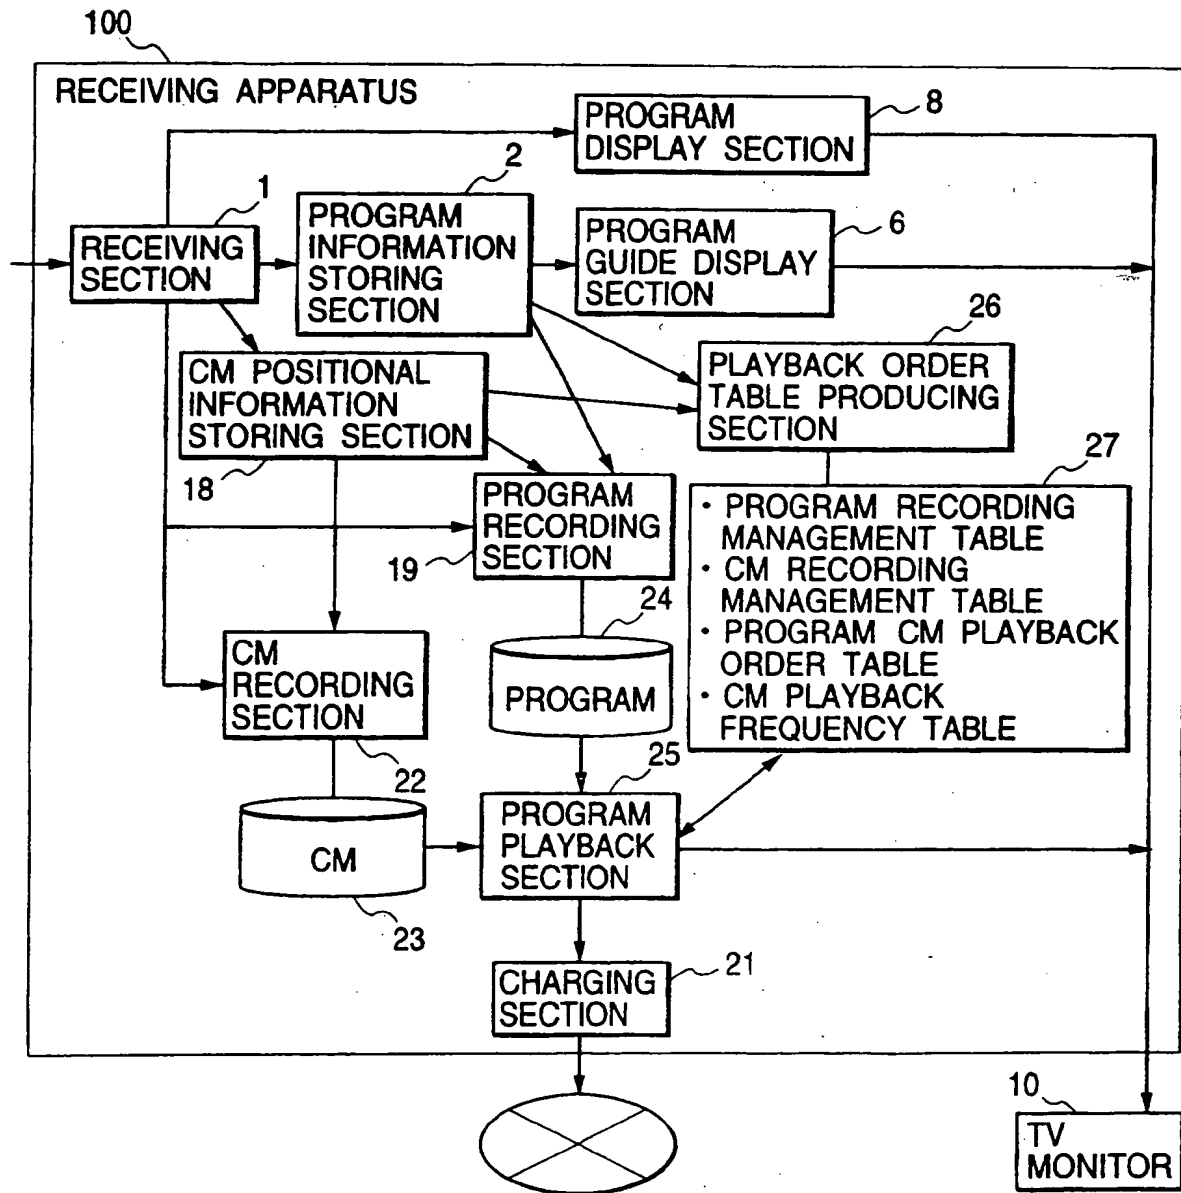 100
RECEIVING APPARATUS
PROGRAM
DISPLAY SECTION
8
1
RECEIVING
SECTION
2
PROGRAM
INFORMATION
STORING
SECTION
PROGRAM
GUIDE DISPLAY
SECTION
6
CM POSITIONAL
INFORMATION
STORING SECTION
18
26
PLAYBACK ORDER
TABLE PRODUCING
SECTION
PROGRAM
RECORDING
SECTION
19
27
· PROGRAM RECORDING
MANAGEMENT TABLE
· CM RECORDING
MANAGEMENT TABLE
· PROGRAM CM PLAYBACK
ORDER TABLE
· CM PLAYBACK
FREQUENCY TABLE
CM
RECORDING
SECTION
22
24
PROGRAM
CM
23
25
PROGRAM
PLAYBACK
SECTION
CHARGING
SECTION
21
10
TV
MONITOR